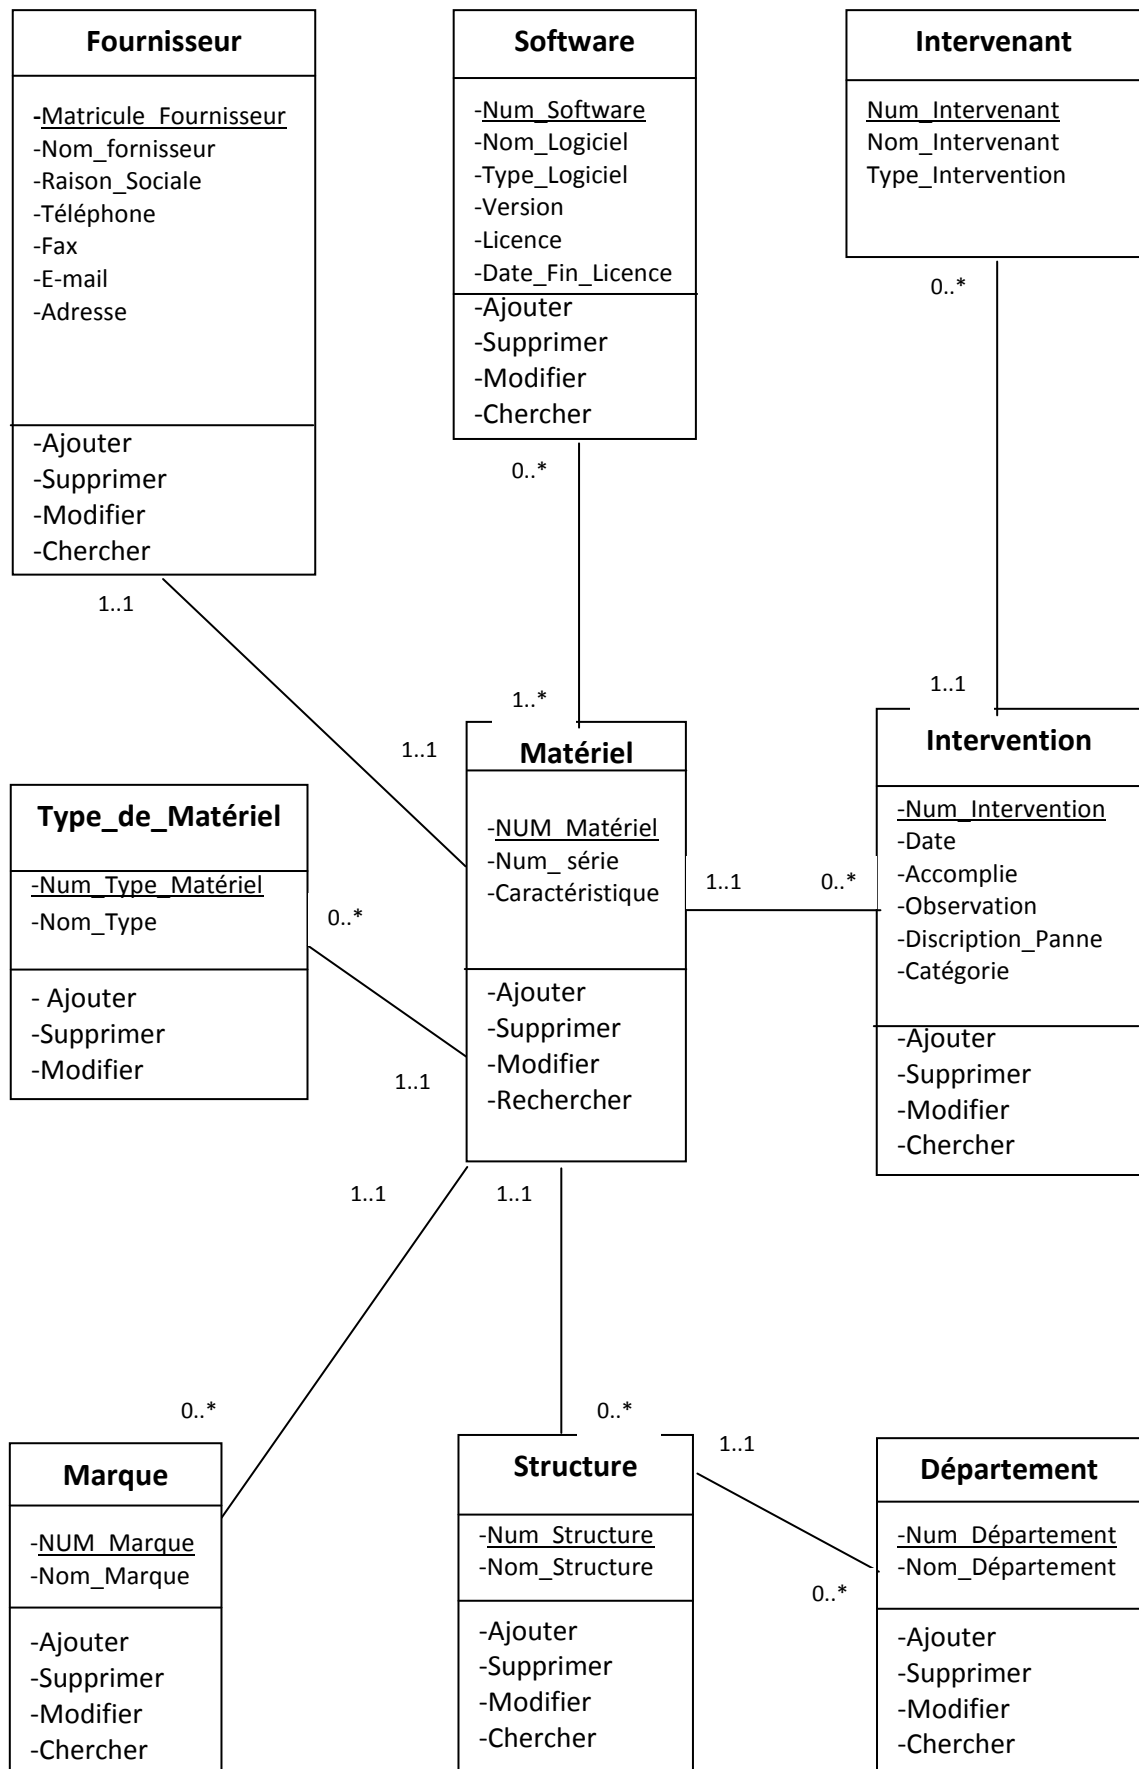 Fournisseur
-Matricule_Fournisseur
-Nom_fornisseur
-Raison_Sociale
-Téléphone
-Fax
-E-mail
-Adresse
-Ajouter
-Supprimer
-Modifier
-Chercher
1..1
1..1
Software
-Num_Software
-Nom_Logiciel
-Type_Logiciel
-Version
-Licence
-Date_Fin_Licence
-Ajouter
-Supprimer
-Modifier
-Chercher
0..*
1..*
Intervenant
Num_Intervenant
Nom_Intervenant
Type_Intervention
0..*
1..1
Type_de_Matériel
-Num_Type_Matériel
-Nom_Type
- Ajouter
-Supprimer
-Modifier
0..*
1..1
Matériel
-NUM_Matériel
-Num_ série
-Caractéristique
-Ajouter
-Supprimer
-Modifier
-Rechercher
1..1
0..*
Intervention
-Num_Intervention
-Date
-Accomplie
-Observation
-Discription_Panne
-Catégorie
-Ajouter
-Supprimer
-Modifier
-Chercher
1..1
1..1
0..*
0..*
1..1
0..*
Marque
-NUM_Marque
-Nom_Marque
-Ajouter
-Supprimer
-Modifier
-Chercher
Structure
-Num_Structure
-Nom_Structure
-Ajouter
-Supprimer
-Modifier
-Chercher
Département
-Num_Département
-Nom_Département
-Ajouter
-Supprimer
-Modifier
-Chercher